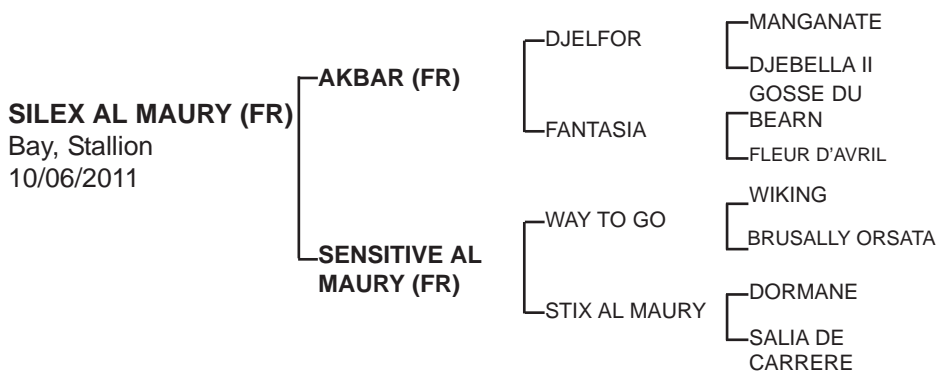 SILEX AL MAURY (FR)
Bay, Stallion
10/06/2011
AKBAR (FR)
SENSITIVE AL
MAURY (FR)
DJELFOR
FANTASIA
WAY TO GO
STIX AL MAURY
MANGANATE
DJEBELLA II
GOSSE DU
BEARN
FLEUR D'AVRIL
WIKING
BRUSALLY ORSATA
DORMANE
SALIA DE
CARRERE